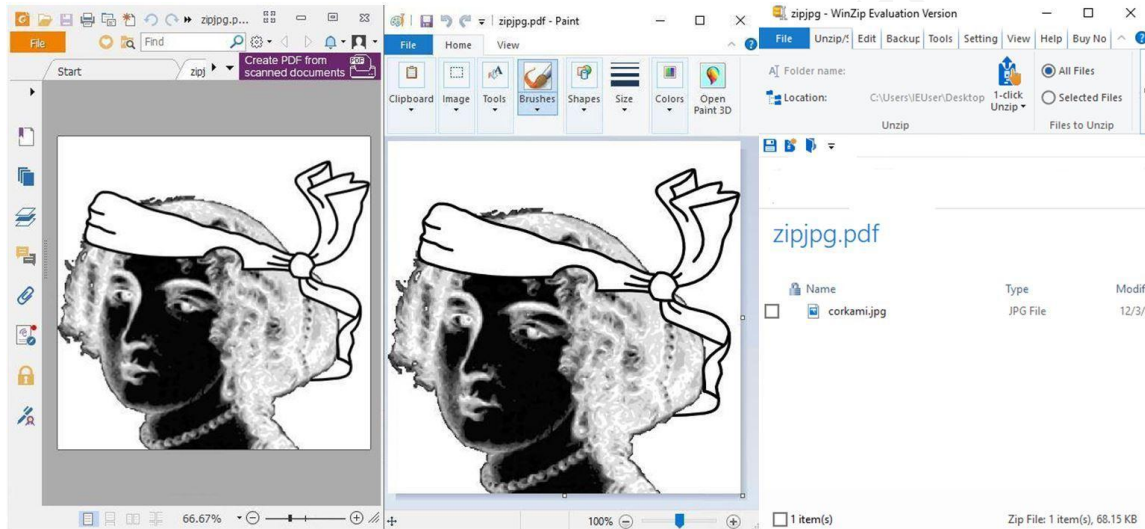 zipjpg.p...
File
Find
Start
zipj
Create PDF from
scanned documents
PDF
66.67%
zipjpg.pdf - Paint
File Home View
Clipboard Image Tools Brushes Shapes Size Colors Open
Paint 3D
100%
zipjpg - WinZip Evaluation Version
File Unzip/S Edit Backup Tools Setting View Help Buy No
Folder name:
Location: C:\Users\IEUser\Desktop
1-click
Unzip
Unzip
All Files
Selected Files
Files to Unzip
zipjpg.pdf
Name Type Modif
corkami.jpg JPG File 12/3/
1 item(s) Zip File: 1 item(s), 68.15 KB